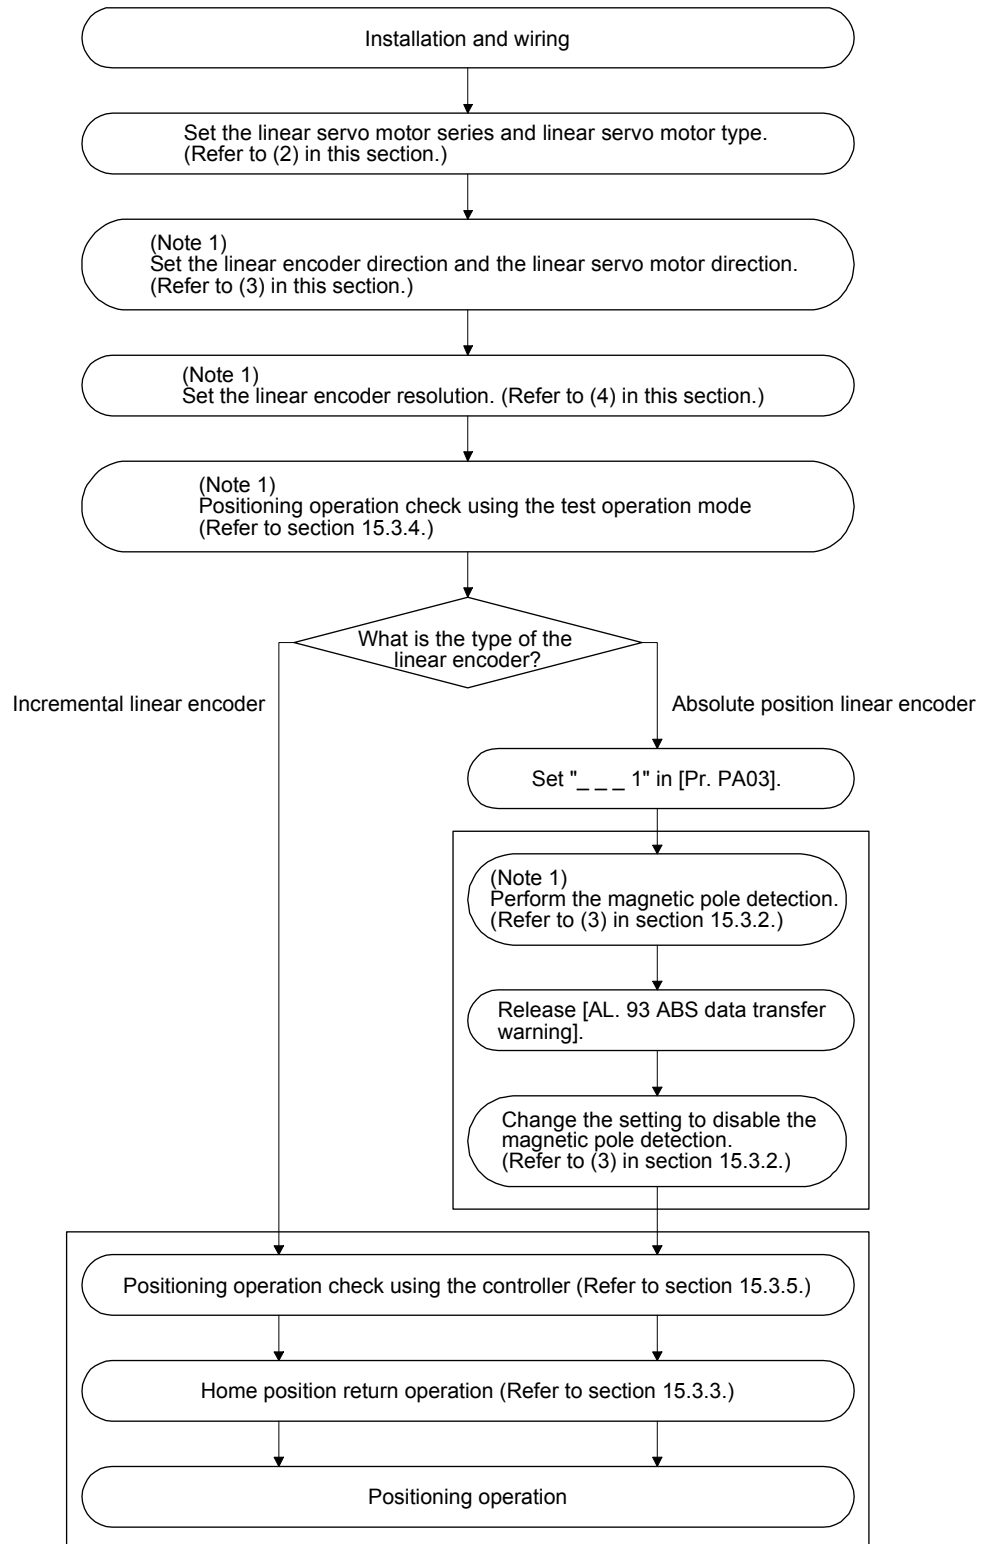 Installation and wiring
Set the linear servo motor series and linear servo motor type.
(Refer to (2) in this section.)
(Note 1)
Set the linear encoder direction and the linear servo motor direction.
(Refer to (3) in this section.)
(Note 1)
Set the linear encoder resolution. (Refer to (4) in this section.)
(Note 1)
Positioning operation check using the test operation mode
(Refer to section 15.3.4.)
What is the type of the
linear encoder?
Incremental linear encoder
Absolute position linear encoder
Set "_ _ _ 1" in [Pr. PA03].
(Note 1)
Perform the magnetic pole detection.
(Refer to (3) in section 15.3.2.)
Release [AL. 93 ABS data transfer
warning].
Change the setting to disable the
magnetic pole detection.
(Refer to (3) in section 15.3.2.)
Positioning operation check using the controller (Refer to section 15.3.5.)
Home position return operation (Refer to section 15.3.3.)
Positioning operation